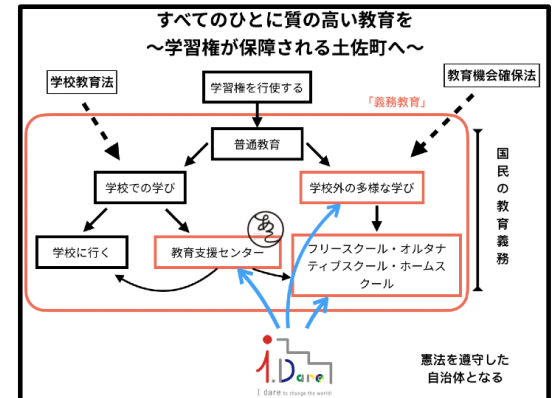 すべてのひとに質の高い教育を
〜学習権が保障される土佐町へ〜
学校教育法
学習権を行使する
教育機会確保法
「義務教育」
普通教育
国民の教育義務
学校での学び
学校外の多様な学び
学校に行く
教育支援センター
フリースクール・オルタナ
ティブスクール・ホームス
クール
i.Dare
I dare to change the world!
憲法を遵守した
自治体となる